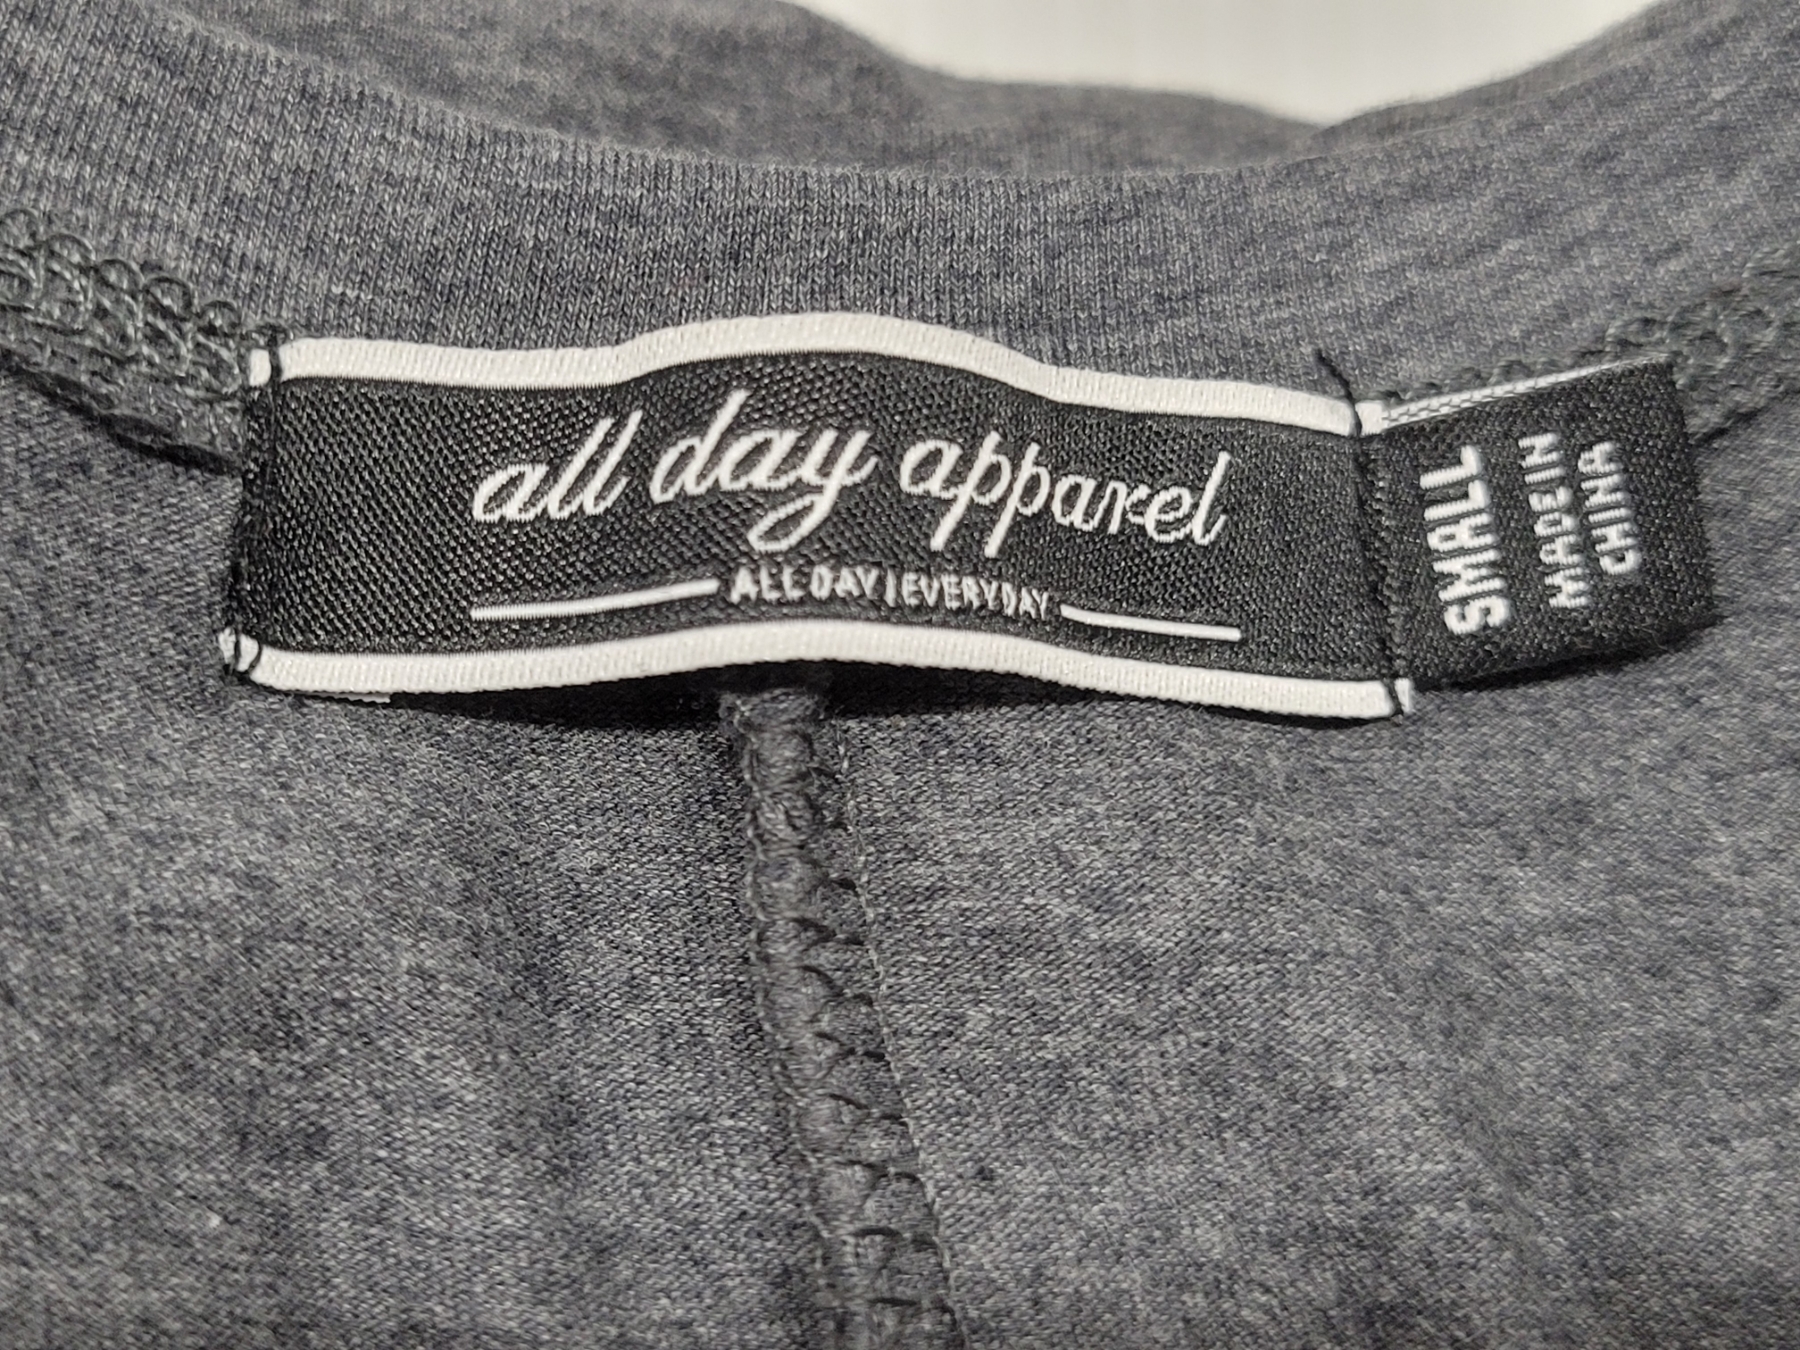 all day apparel
ALL DAY | EVERYDAY
SMALL
MADE IN
CHINA